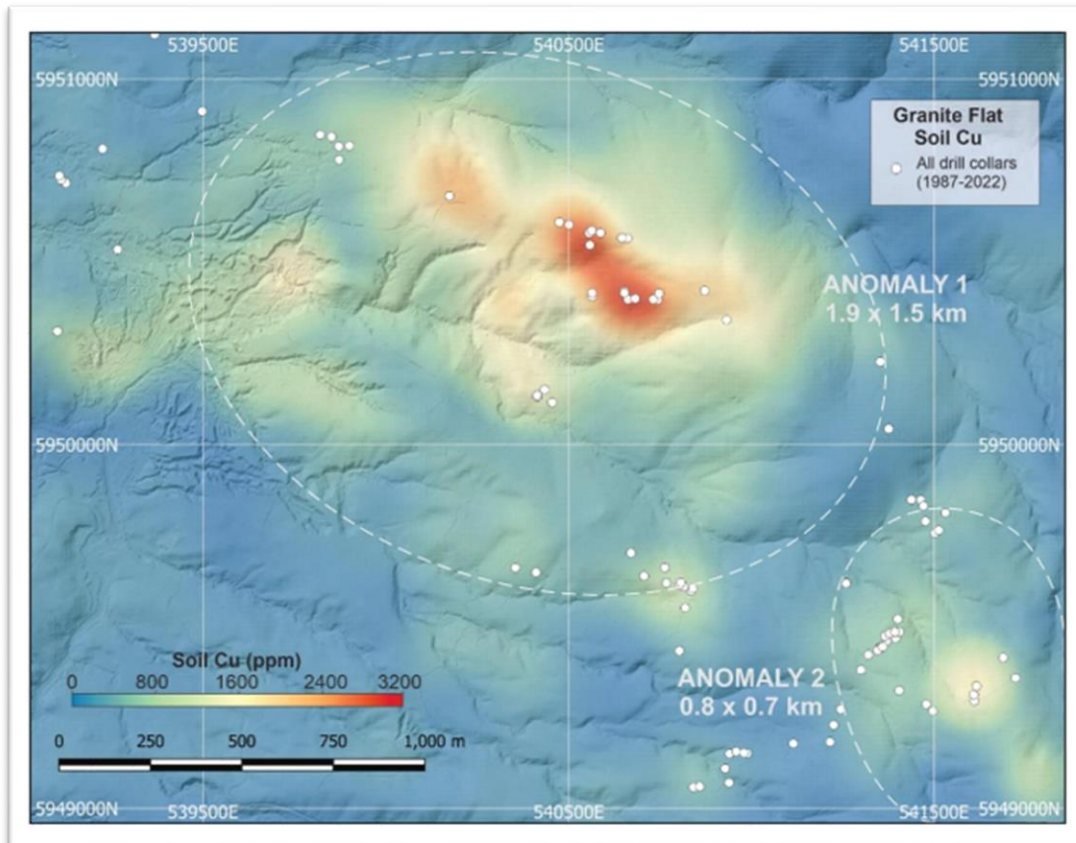 539500E 540500E 541500E
5951000N 5951000N
Granite Flat
Soil Cu
All drill collars
(1987-2022)
ANOMALY 1
1.9 x 1.5 km
5950000N 5950000N
Soil Cu (ppm)
0 800 1600 2400 3200
ANOMALY 2
0.8 x 0.7 km
0 250 500 750 1,000 m
5949000N 539500E 540500E 541500E 5949000N